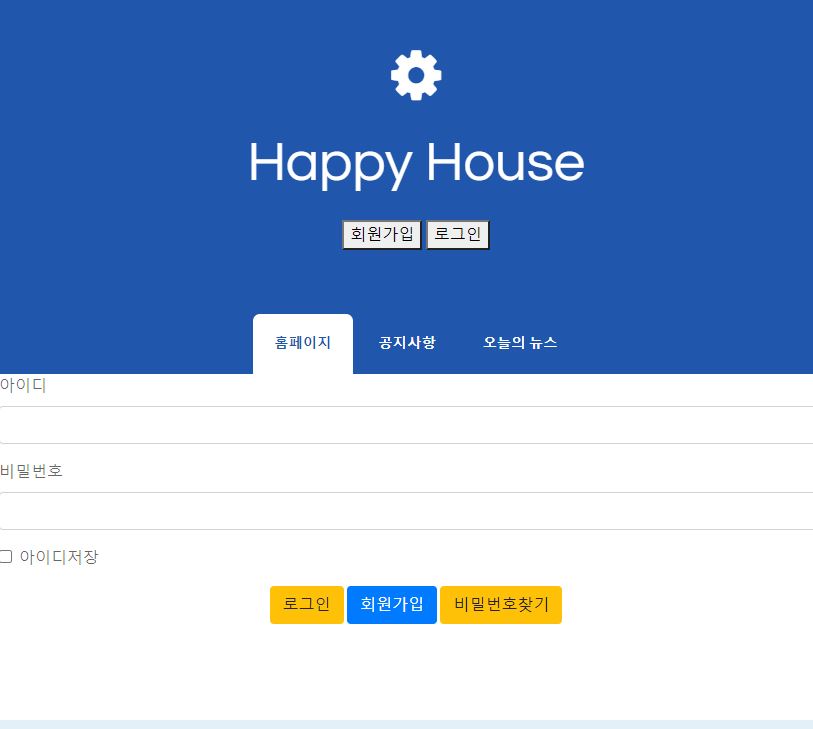 Happy House
회원가입 로그인
홈페이지 공지사항 오늘의 뉴스
아이디
비밀번호
아이디저장
로그인 회원가입 비밀번호찾기